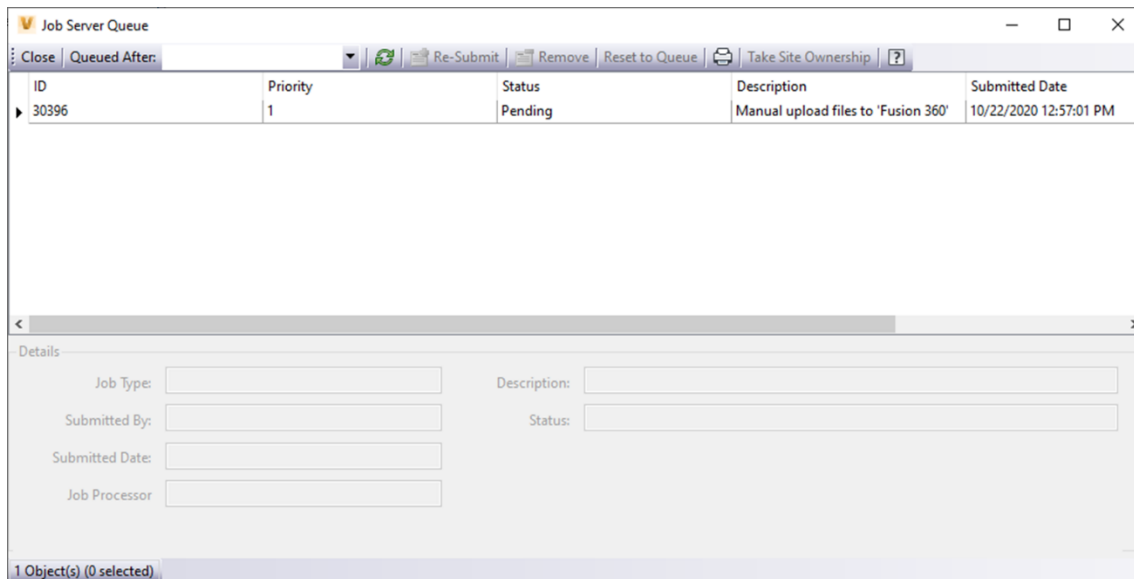 Job Server Queue
Close Queued After: Re-Submit Remove Reset to Queue Take Site Ownership ?
ID Priority Status Description Submitted Date
30396 1 Pending Manual upload files to 'Fusion 360' 10/22/2020 12:57:01 PM
Details
Job Type: Description:
Submitted By: Status:
Submitted Date:
Job Processor
1 Object(s) (0 selected)